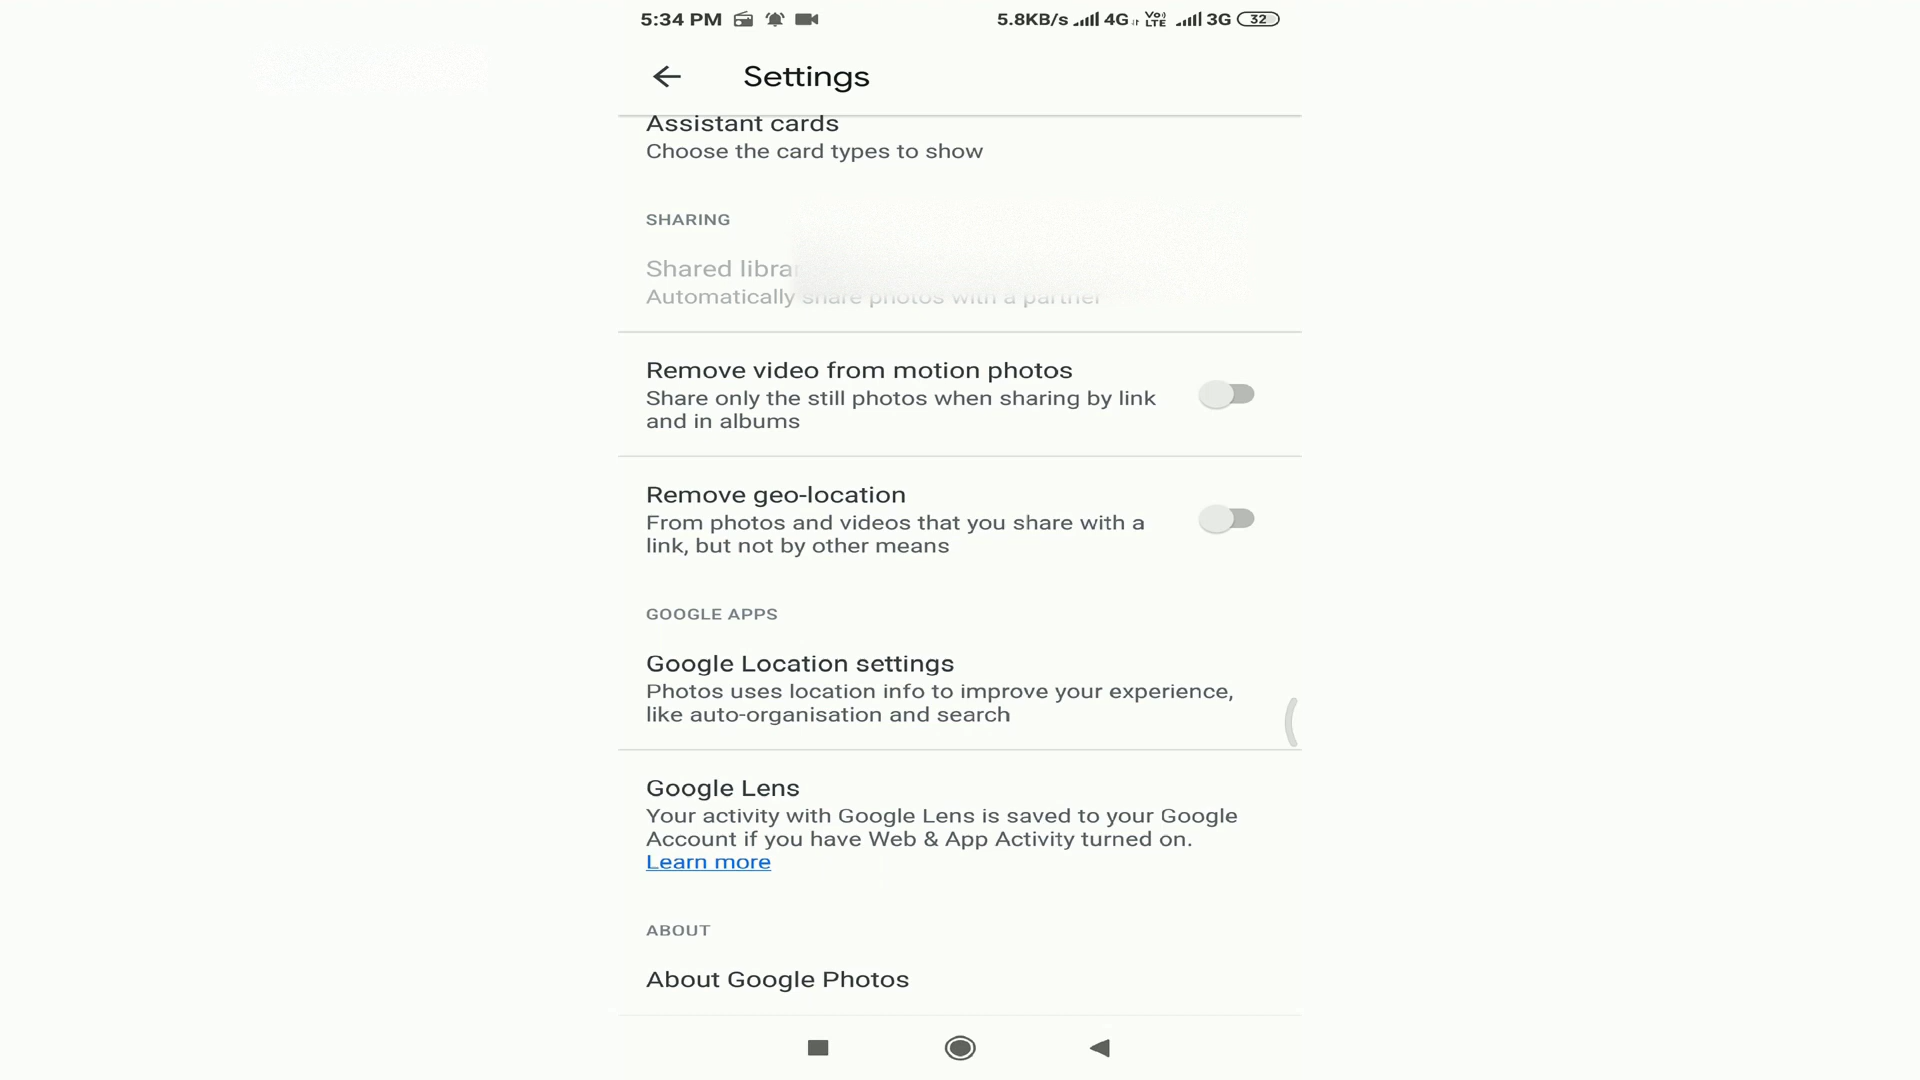 5:34 PM 5.8KB/s 4G Vo) LTE 3G 32
Settings
Assistant cards
Choose the card types to show
SHARING
Shared libra
Automatically share photos with a partner
Remove video from motion photos
Share only the still photos when sharing by link
and in albums
Remove geo-location
From photos and videos that you share with a
link, but not by other means
GOOGLE APPS
Google Location settings
Photos uses location info to improve your experience,
like auto-organisation and search
Google Lens
Your activity with Google Lens is saved to your Google
Account if you have Web & App Activity turned on.
Learn more
ABOUT
About Google Photos